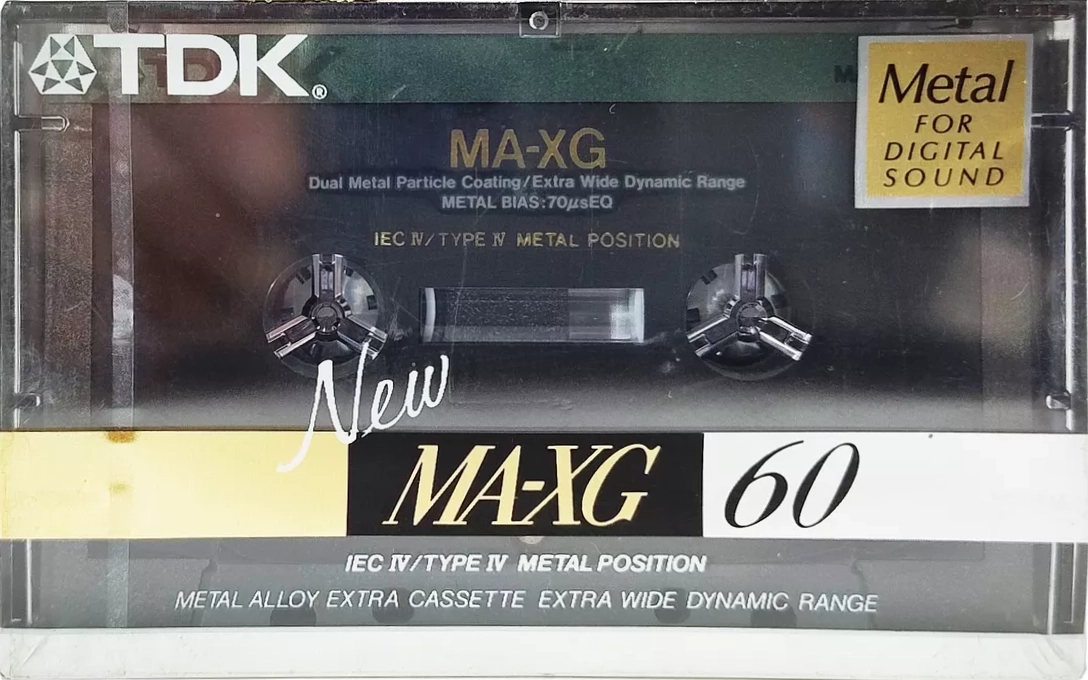 TDK®
Metal
FOR
DIGITAL
SOUND
MA-XG
Dual Metal Particle Coating/Extra Wide Dynamic Range
METAL BIAS:70μsEQ
IEC Ⅳ/TYPE Ⅳ METAL POSITION
New
MA-XG 60
IEC Ⅳ/TYPE Ⅳ METAL POSITION
METAL ALLOY EXTRA CASSETTE EXTRA WIDE DYNAMIC RANGE